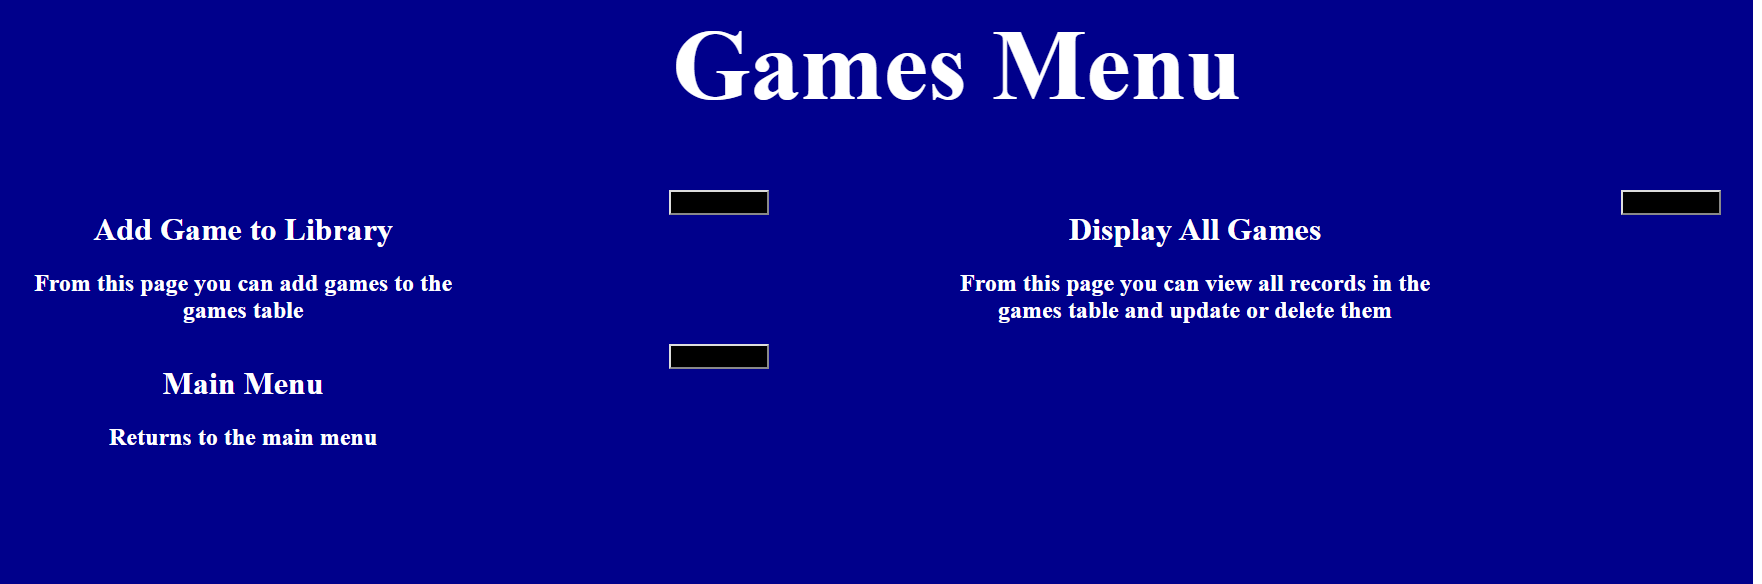 Games Menu
Add Game to Library
From this page you can add games to the
games table
Display All Games
From this page you can view all records in the
games table and update or delete them
Main Menu
Returns to the main menu